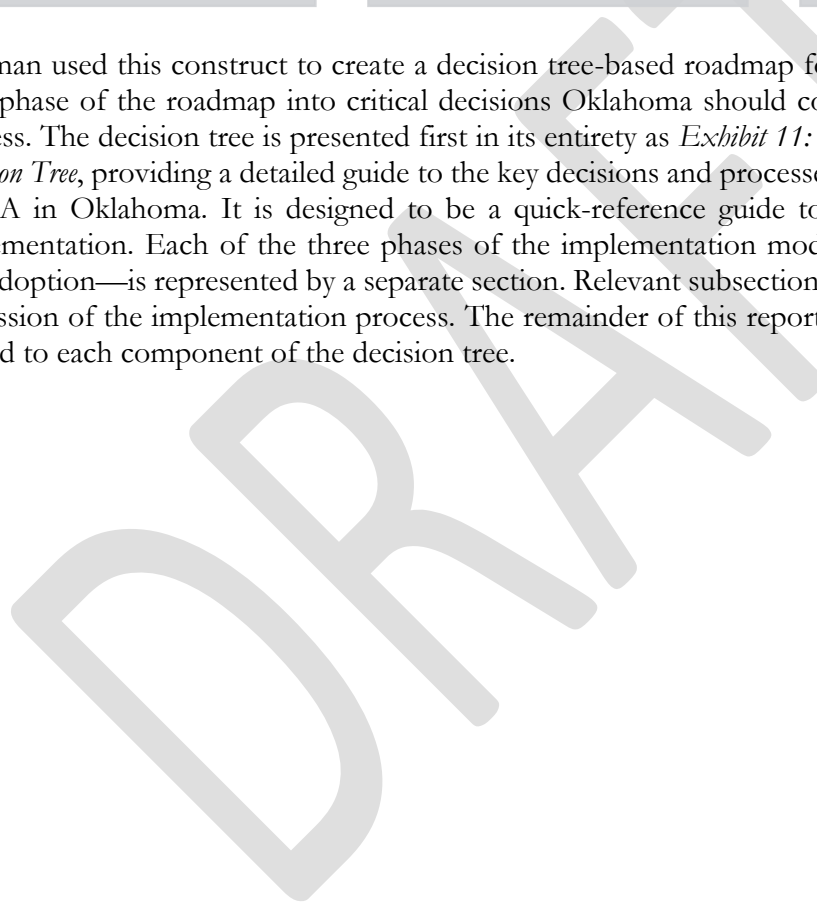 man used this construct to create a decision tree-based roadmap f
phase of the roadmap into critical decisions Oklahoma should co
ess. The decision tree is presented first in its entirety as Exhibit 11:
on Tree, providing a detailed guide to the key decisions and processe
A in Oklahoma. It is designed to be a quick-reference guide to
ementation. Each of the three phases of the implementation mod
doption—is represented by a separate section. Relevant subsection
ssion of the implementation process. The remainder of this report
d to each component of the decision tree.
DRAFT